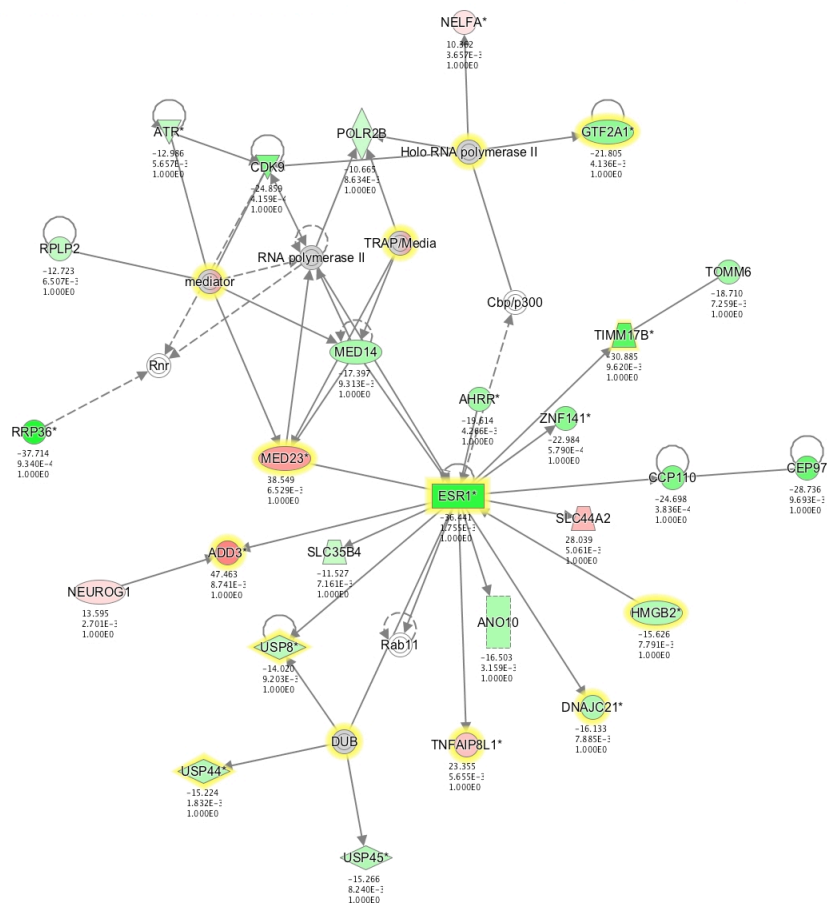 NELFA*
10.382
3.657E-3
1.000E0
ATR*
-12.986
5.657E-3
1.000E0
POLR2B
-10.665
8.634E-3
1.000E0
GTF2A1*
-21.805
4.136E-3
1.000E0
Holo RNA polymerase II
CDK9
-24.859
4.159E-4
1.000E0
RPLP2
-12.723
6.507E-3
1.000E0
TRAP/Media
RNA polymerase II
mediator
TOMM6
-18.710
7.259E-3
1.000E0
Cbp/p300
TIMM17B*
-30.885
9.620E-3
1.000E0
MED14
-17.397
9.313E-3
1.000E0
Rnr
AHRR*
-19.614
4.266E-3
1.000E0
ZNF141*
-22.984
5.790E-4
1.000E0
RRP36*
-37.714
9.340E-4
1.000E0
MED23*
38.549
6.529E-3
1.000E0
CEP97
-28.736
9.693E-3
1.000E0
CCP110
-24.698
3.836E-4
1.000E0
ESR1*
-36.441
1.755E-3
1.000E0
SLC44A2
28.039
5.061E-3
1.000E0
ADD3*
47.463
8.741E-3
1.000E0
SLC35B4
-11.527
7.161E-3
1.000E0
NEUROG1
13.595
2.701E-3
1.000E0
HMGB2*
-15.626
7.791E-3
1.000E0
ANO10
-16.503
3.159E-3
1.000E0
USP8*
-14.020
9.203E-3
1.000E0
Rab11
DNAJC21*
-16.133
7.885E-3
1.000E0
DUB
TNFAIP8L1*
23.355
5.655E-3
1.000E0
USP44*
-15.224
1.832E-3
1.000E0
USP45*
-15.266
8.240E-3
1.000E0